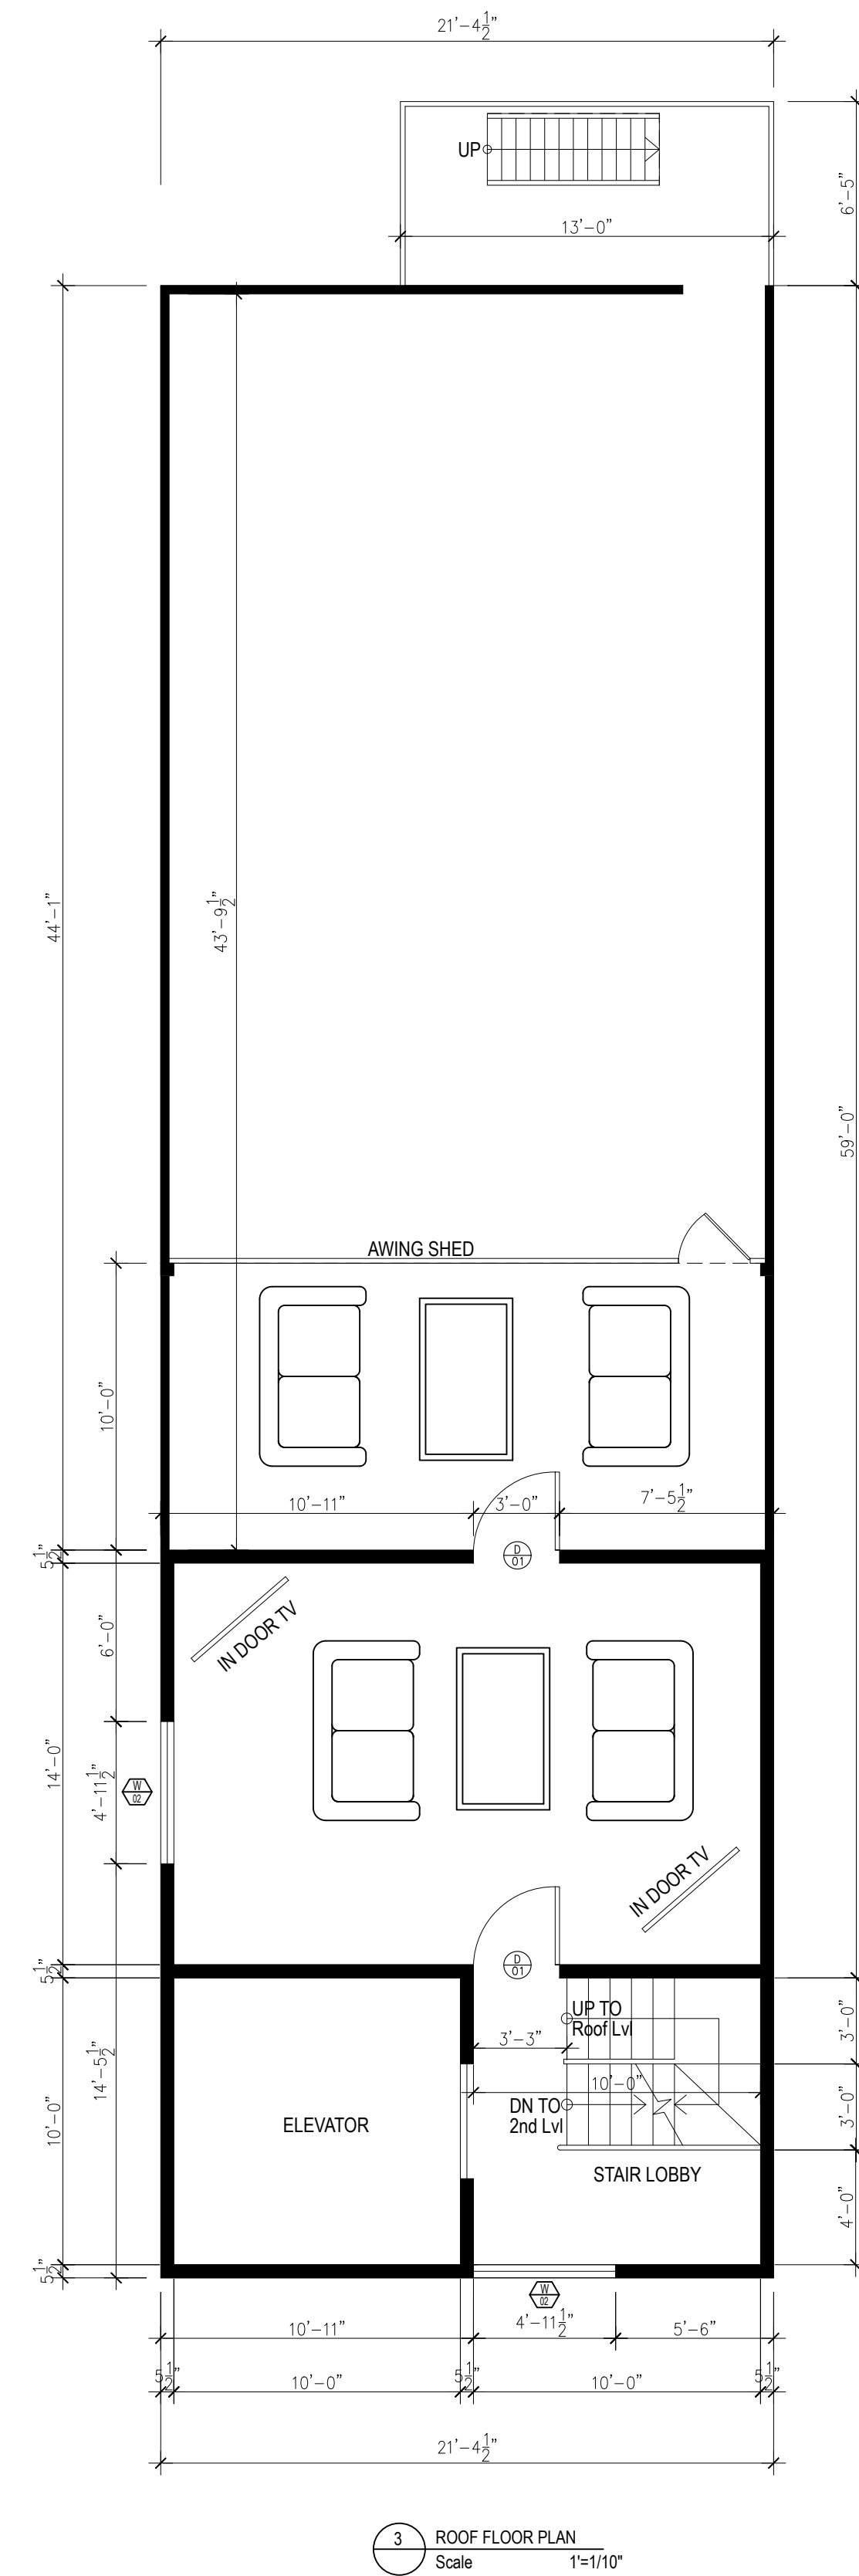 21'-4 1/2"
UP
6'-5"
13'-0"
44'-1"
43'-9 1/2"
59'-0"
AWING SHED
10'-0"
10'-11"
3'-0"
7'-5 1/2"
5 1/2"
D
01
IN DOOR TV
6'-0"
14'-0"
4'-11 1/2"
W
02
IN DOOR TV
5 1/2"
D
01
UP TO
Roof Lvl
3'-3"
3'-0"
14'-5 1/2"
10'-0"
10'-0"
DN TO
2nd Lvl
3'-0"
ELEVATOR
STAIR LOBBY
4'-0"
5 1/2"
W
02
10'-11"
4'-11 1/2"
5'-6"
5 1/2"
10'-0"
5 1/2"
10'-0"
5 1/2"
21'-4 1/2"
3
ROOF FLOOR PLAN
Scale 1'=1/10"